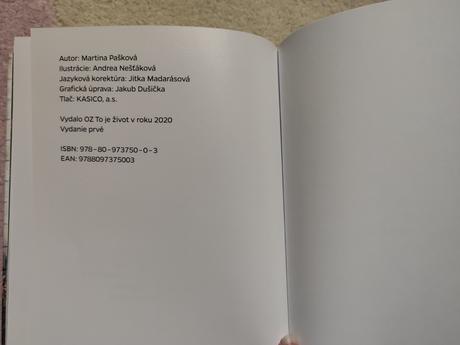 Autor: Martina Pašková
Ilustrácie: Andrea Nešťáková
Jazyková korektúra: Jitka Madarásová
Grafická úprava: Jakub Dušička
Tlač: KASICO, a.s.
Vydalo OZ To je život v roku 2020
Vydanie prvé
ISBN: 978-80-973750-0-3
EAN: 9788097375003